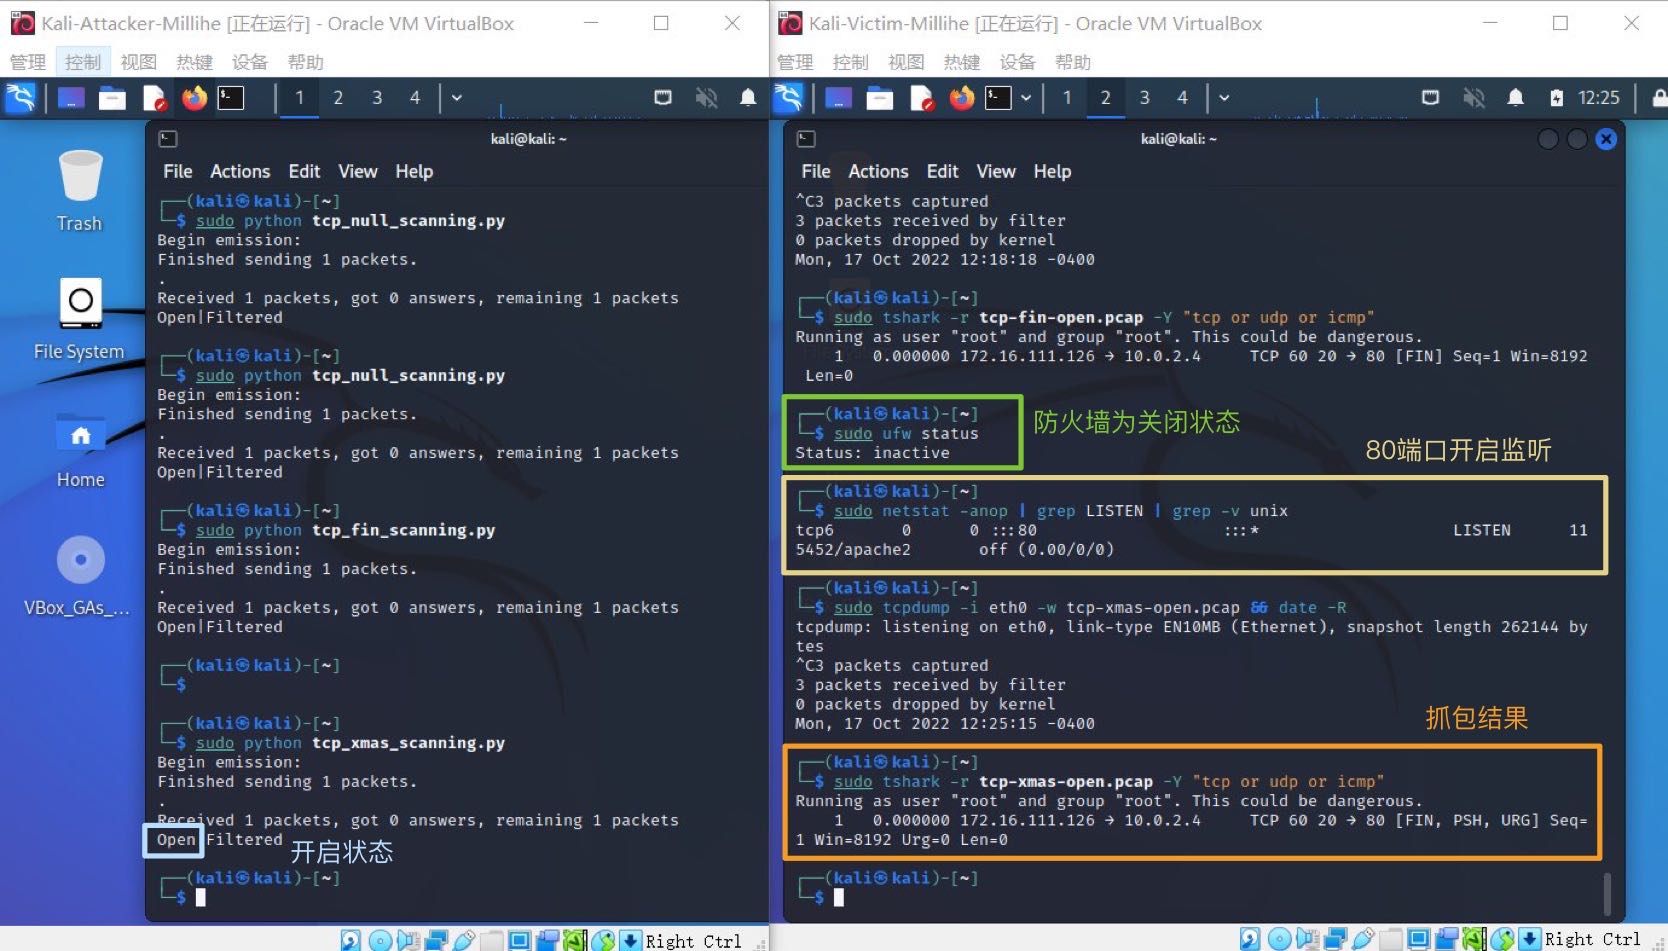 Kali-Attacker-Millihe [正在运行] - Oracle VM VirtualBox
管理 控制 视图 热键 设备 帮助
1 2 3 4
Trash
File System
Home
VBox_GAs_...
kali@kali: ~
File Actions Edit View Help
┌──(kali㉿kali)-[~]
└─$ sudo python tcp_null_scanning.py
Begin emission:
Finished sending 1 packets.
.
Received 1 packets, got 0 answers, remaining 1 packets
Open|Filtered
┌──(kali㉿kali)-[~]
└─$ sudo python tcp_null_scanning.py
Begin emission:
Finished sending 1 packets.
.
Received 1 packets, got 0 answers, remaining 1 packets
Open|Filtered
┌──(kali㉿kali)-[~]
└─$ sudo python tcp_fin_scanning.py
Begin emission:
Finished sending 1 packets.
.
Received 1 packets, got 0 answers, remaining 1 packets
Open|Filtered
┌──(kali㉿kali)-[~]
└─$
┌──(kali㉿kali)-[~]
└─$ sudo python tcp_xmas_scanning.py
Begin emission:
Finished sending 1 packets.
.
Received 1 packets, got 0 answers, remaining 1 packets
Open|Filtered
开启状态
┌──(kali㉿kali)-[~]
└─$
Right Ctrl
Kali-Victim-Millihe [正在运行] - Oracle VM VirtualBox
管理 控制 视图 热键 设备 帮助
1 2 3 4
12:25
kali@kali: ~
File Actions Edit View Help
^C3 packets captured
3 packets received by filter
0 packets dropped by kernel
Mon, 17 Oct 2022 12:18:18 -0400
┌──(kali㉿kali)-[~]
└─$ sudo tshark -r tcp-fin-open.pcap -Y "tcp or udp or icmp"
Running as user "root" and group "root". This could be dangerous.
1 0.000000 172.16.111.126 → 10.0.2.4 TCP 60 20 → 80 [FIN] Seq=1 Win=8192
Len=0
┌──(kali㉿kali)-[~]
└─$ sudo ufw status
Status: inactive
防火墙为关闭状态
80端口开启监听
┌──(kali㉿kali)-[~]
└─$ sudo netstat -anop | grep LISTEN | grep -v unix
tcp6 0 0 :::80 :::* LISTEN 11
5452/apache2 off (0.00/0/0)
┌──(kali㉿kali)-[~]
└─$ sudo tcpdump -i eth0 -w tcp-xmas-open.pcap && date -R
tcpdump: listening on eth0, link-type EN10MB (Ethernet), snapshot length 262144 by
tes
^C3 packets captured
3 packets received by filter
0 packets dropped by kernel
Mon, 17 Oct 2022 12:25:15 -0400
抓包结果
┌──(kali㉿kali)-[~]
└─$ sudo tshark -r tcp-xmas-open.pcap -Y "tcp or udp or icmp"
Running as user "root" and group "root". This could be dangerous.
1 0.000000 172.16.111.126 → 10.0.2.4 TCP 60 20 → 80 [FIN, PSH, URG] Seq=
1 Win=8192 Urg=0 Len=0
┌──(kali㉿kali)-[~]
└─$
Right Ctrl